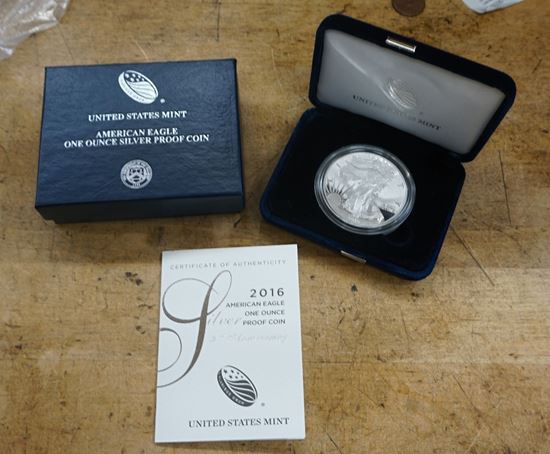 UNITED STATES MINT
AMERICAN EAGLE
ONE OUNCE SILVER PROOF COIN
UNITED STATES MINT
CERTIFICATE OF AUTHENTICITY
2016
AMERICAN EAGLE
ONE OUNCE
Silver PROOF COIN
Anniversary
UNITED STATES MINT